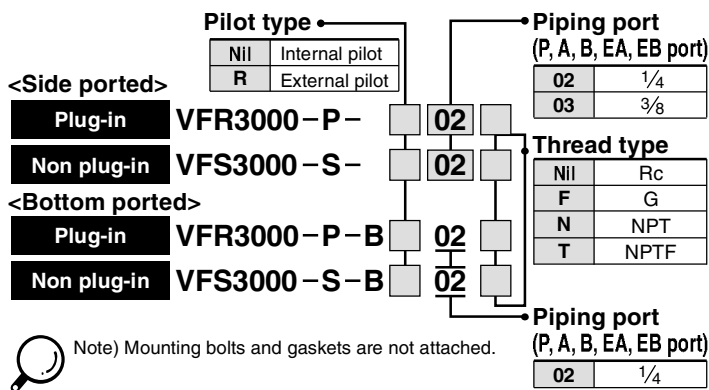 Pilot type
Nil Internal pilot
R External pilot
Piping port
(P, A, B, EA, EB port)
02 1/4
03 3/8
<Side ported>
Plug-in VFR3000－P－ 02
Non plug-in VFS3000－S－ 02
Thread type
Nil Rc
F G
N NPT
T NPTF
<Bottom ported>
Plug-in VFR3000－P－B 02
Non plug-in VFS3000－S－B 02
Piping port
(P, A, B, EA, EB port)
02 1/4
Note) Mounting bolts and gaskets are not attached.